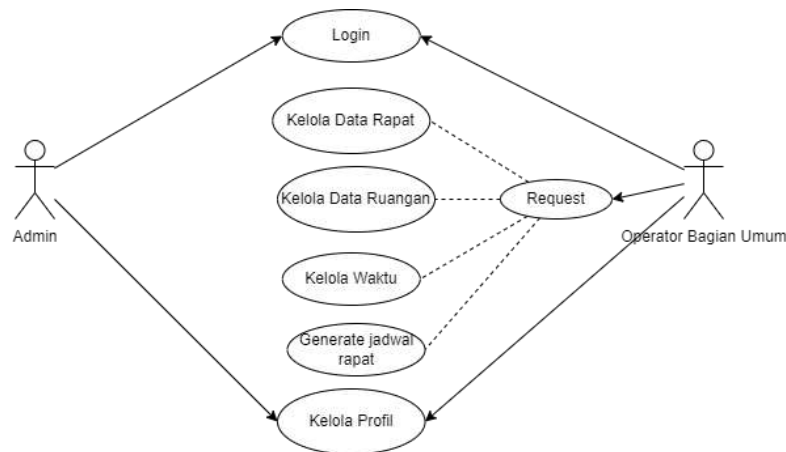 Login
Kelola Data Rapat
Kelola Data Ruangan
Request
Admin
Operator Bagian Umum
Kelola Waktu
Generate jadwal
rapat
Kelola Profil